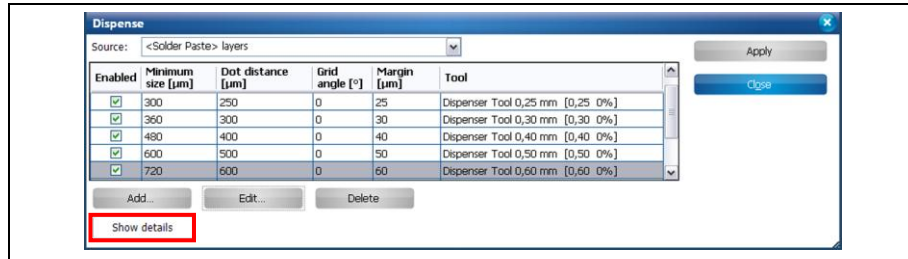 Dispense
Source: <Solder Paste> layers
Apply
Close
Enabled Minimum size [µm] Dot distance [µm] Grid angle [°] Margin [µm] Tool
300 250 0 25 Dispenser Tool 0,25 mm [0,25 0%]
360 300 0 30 Dispenser Tool 0,30 mm [0,30 0%]
480 400 0 40 Dispenser Tool 0,40 mm [0,40 0%]
600 500 0 50 Dispenser Tool 0,50 mm [0,50 0%]
720 600 0 60 Dispenser Tool 0,60 mm [0,60 0%]
Add... Edit... Delete
Show details